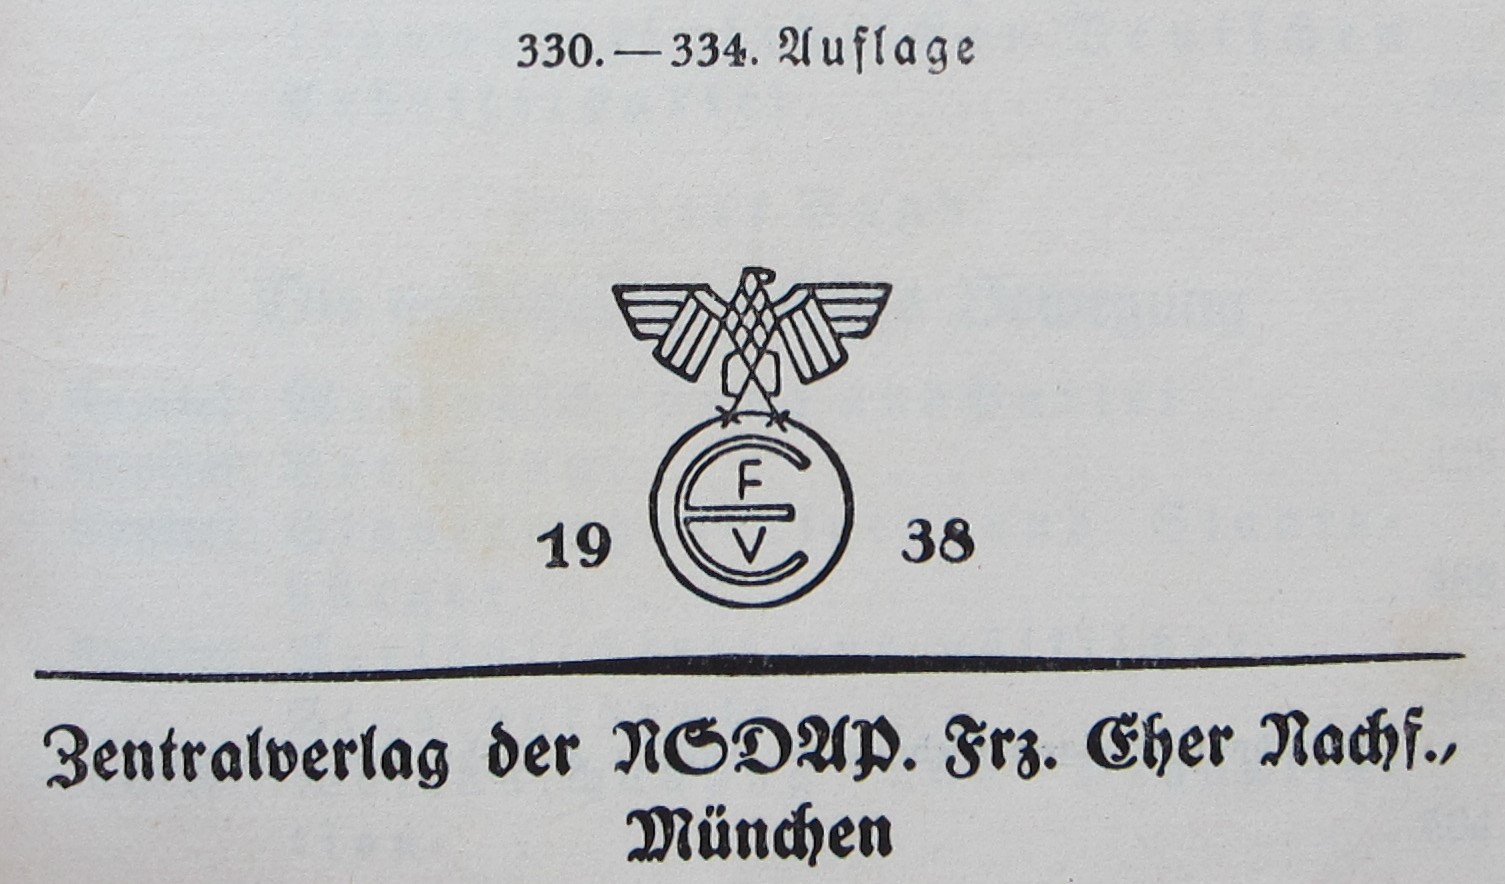 330.—334. Auflage
F
19 E 38
V
Zentralverlag der NSDAP. Frz. Eher Nachf.,
München